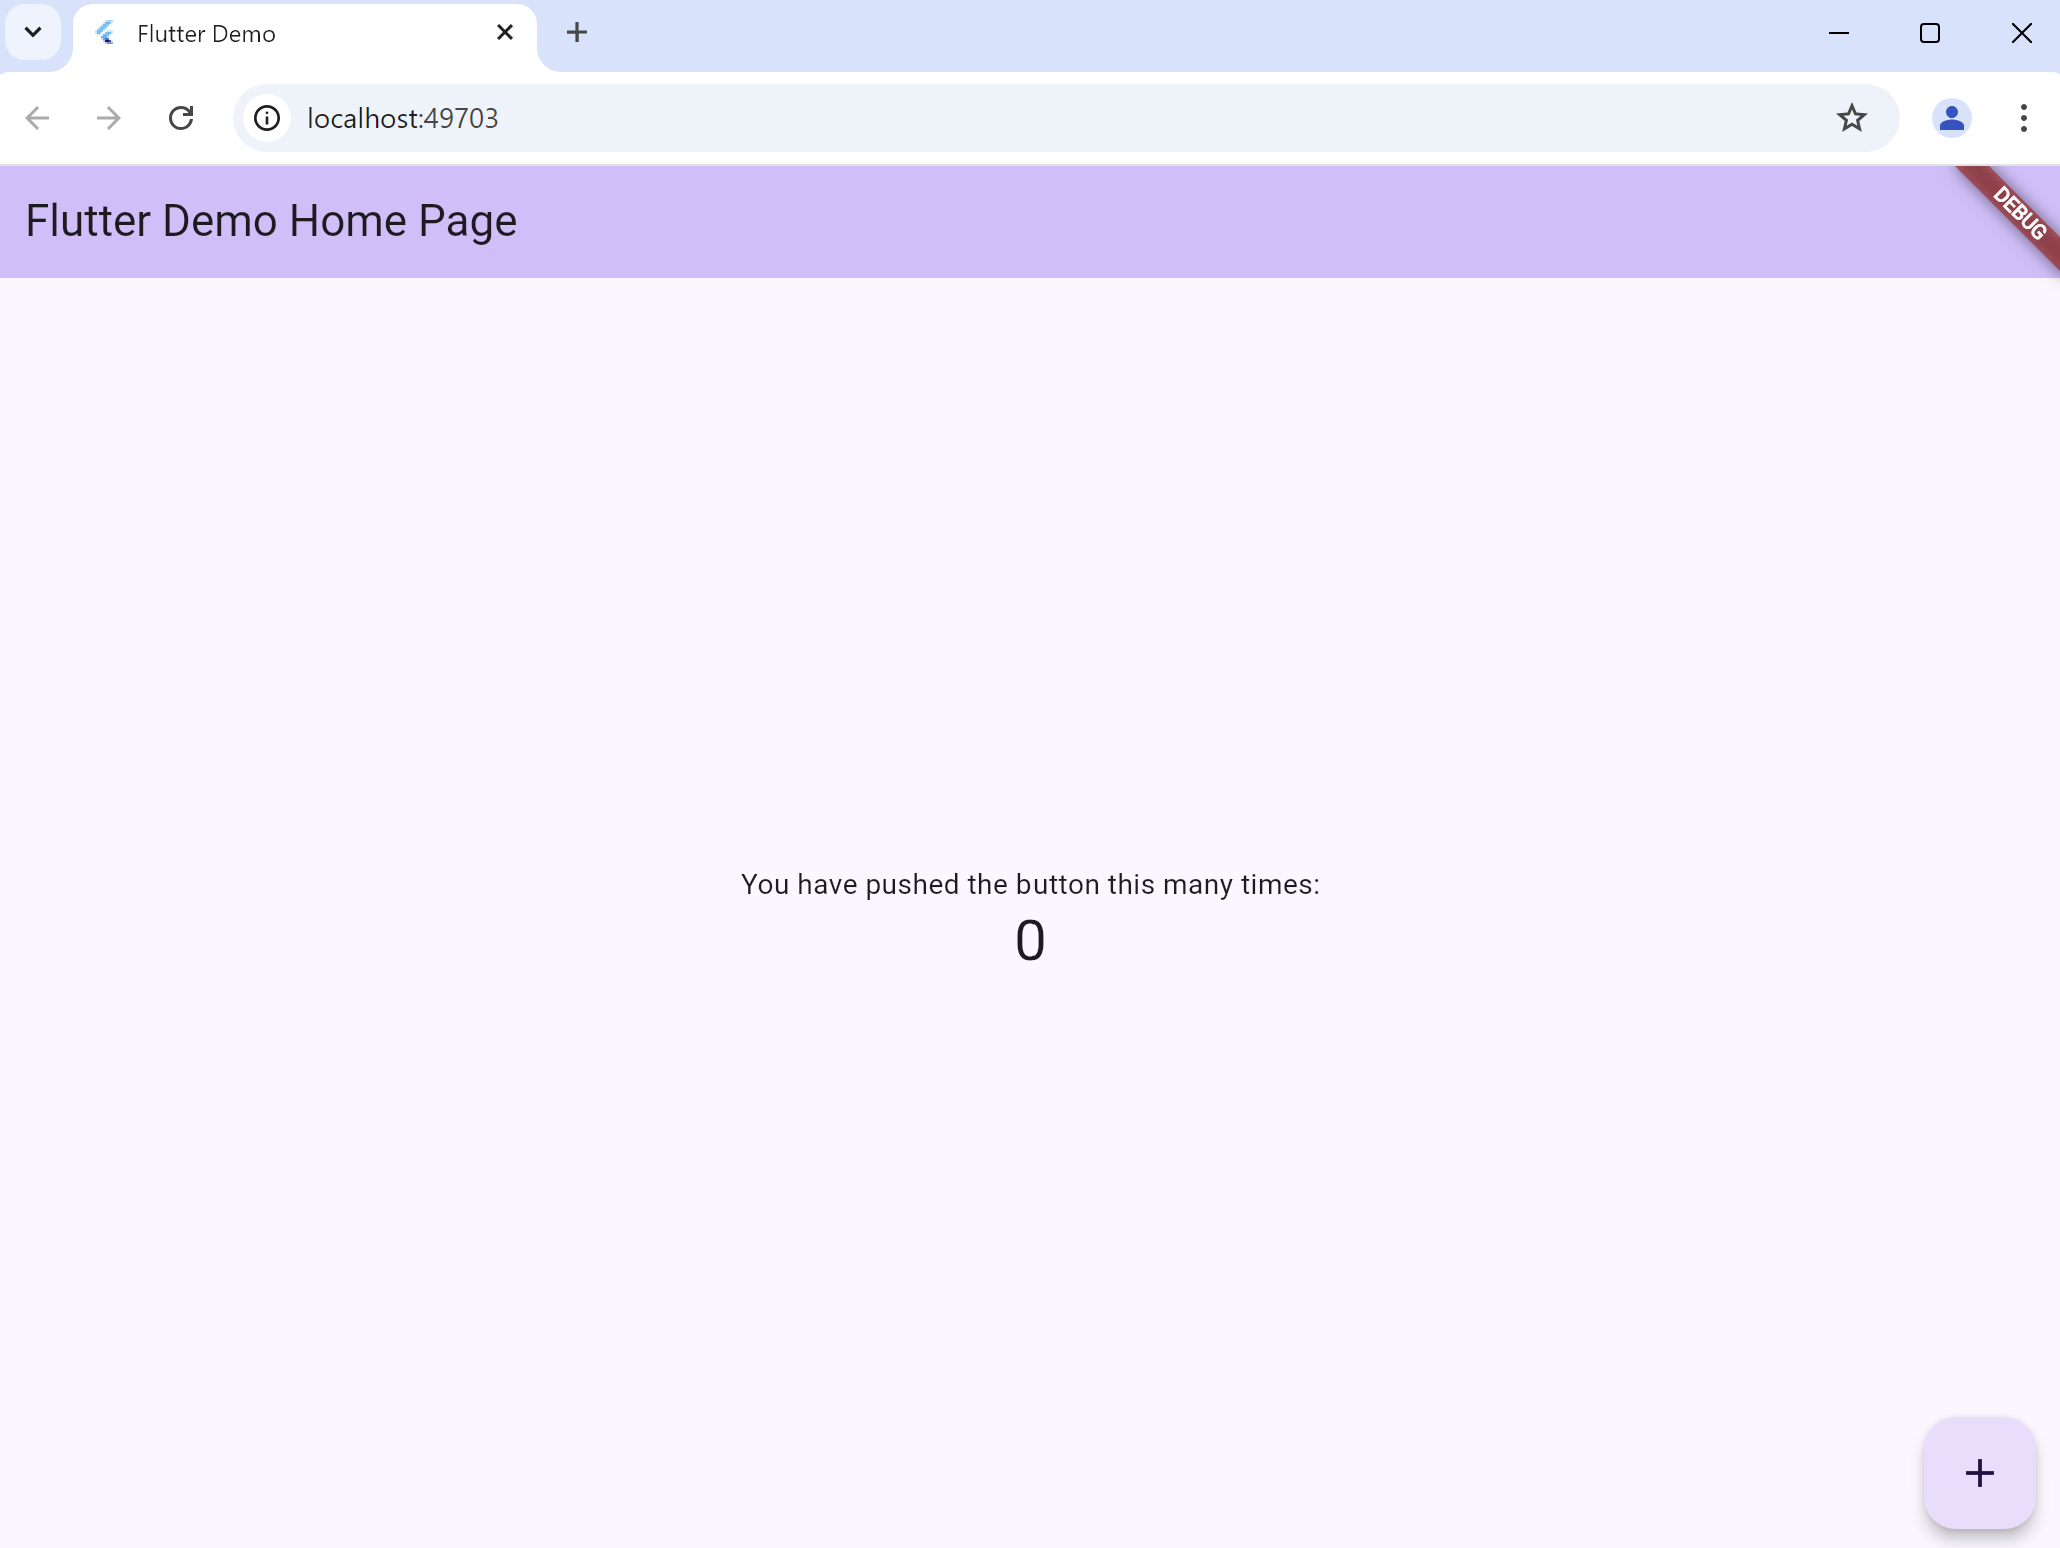 Flutter Demo
localhost:49703
Flutter Demo Home Page
DEBUG
You have pushed the button this many times:
0